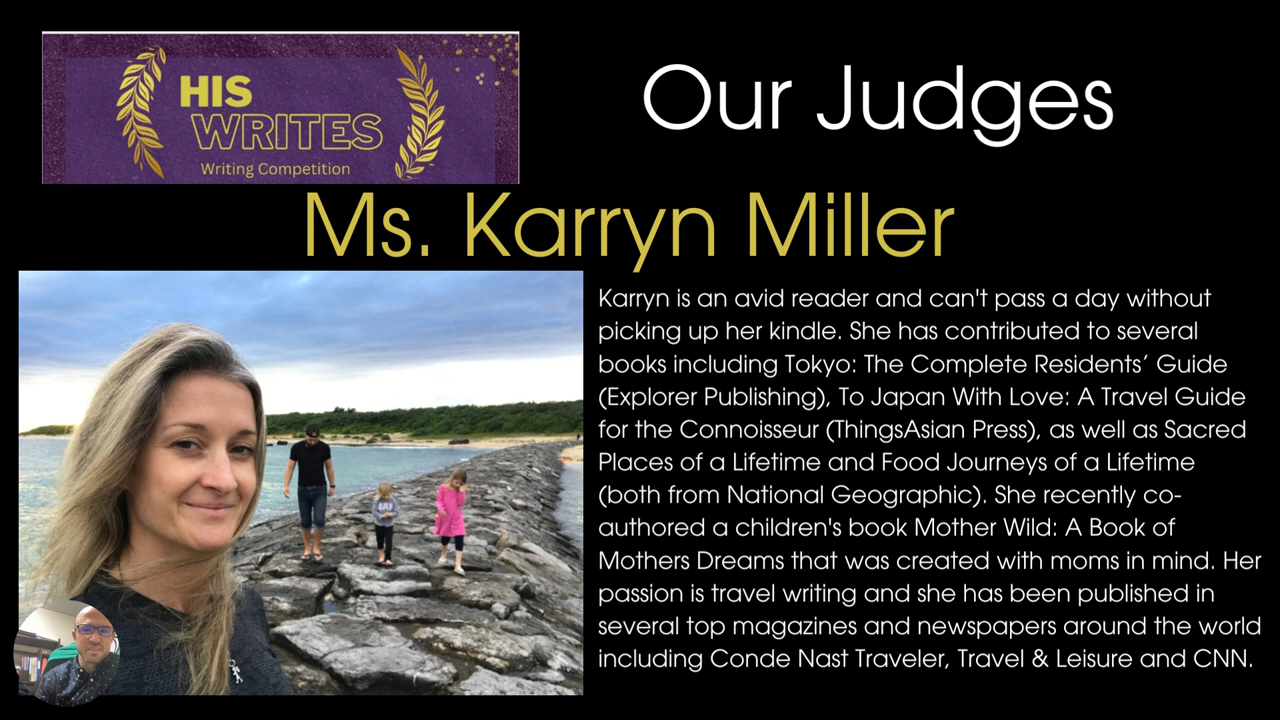 HIS
WRITES
Writing Competition
Our Judges
Ms. Karryn Miller
Karryn is an avid reader and can't pass a day without
picking up her kindle. She has contributed to several
books including Tokyo: The Complete Residents’ Guide
(Explorer Publishing), To Japan With Love: A Travel Guide
for the Connoisseur (ThingsAsian Press), as well as Sacred
Places of a Lifetime and Food Journeys of a Lifetime
(both from National Geographic). She recently co-
authored a children's book Mother Wild: A Book of
Mothers Dreams that was created with moms in mind. Her
passion is travel writing and she has been published in
several top magazines and newspapers around the world
including Conde Nast Traveler, Travel & Leisure and CNN.